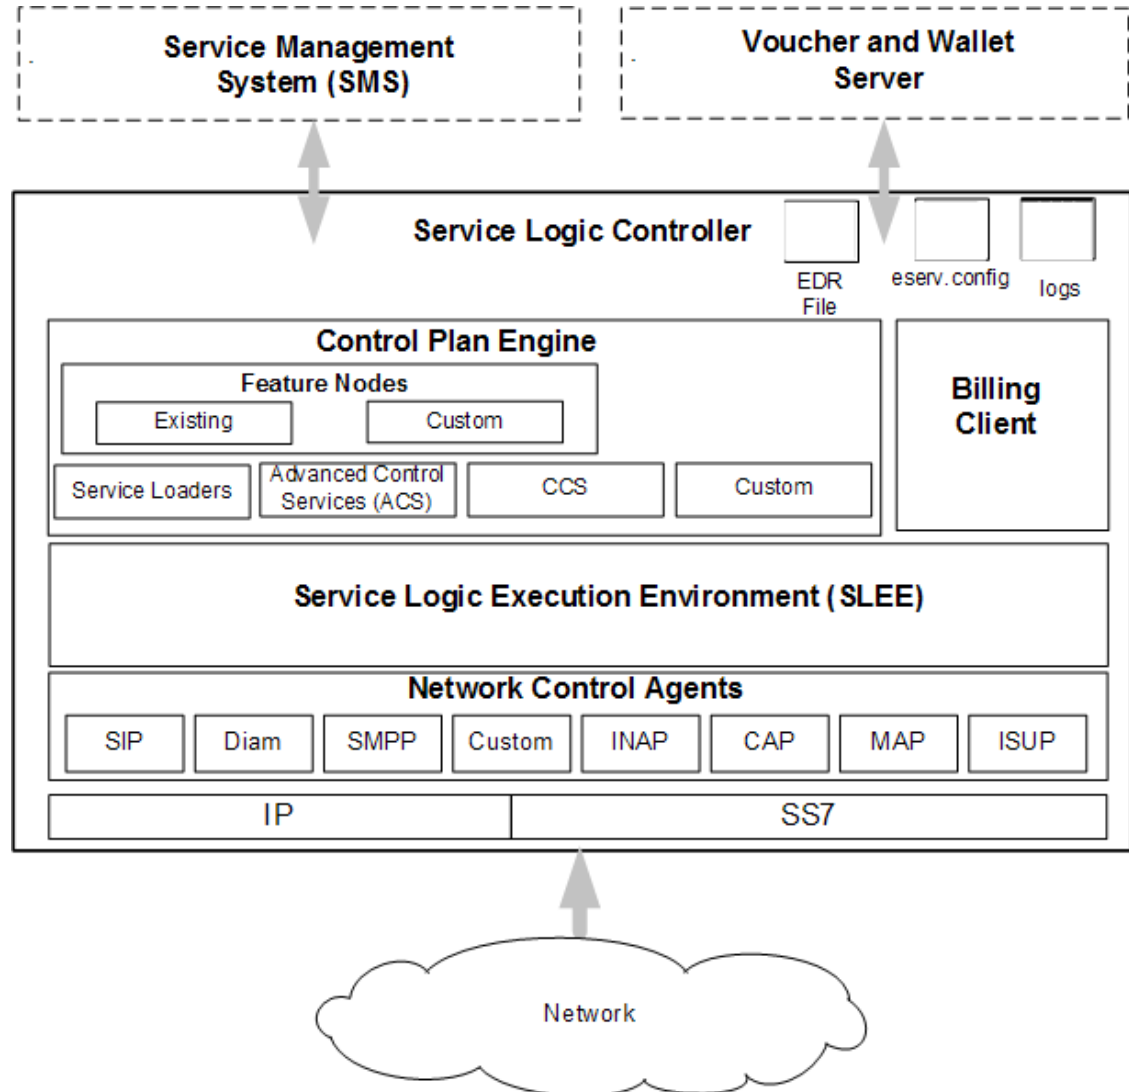 Service Management
System (SMS)
Voucher and Wallet
Server
Service Logic Controller
EDR
File
eserv.config
logs
Control Plan Engine
Feature Nodes
Existing
Custom
Service Loaders
Advanced Control
Services (ACS)
CCS
Custom
Billing
Client
Service Logic Execution Environment (SLEE)
Network Control Agents
SIP
Diam
SMPP
Custom
INAP
CAP
MAP
ISUP
IP
SS7
Network